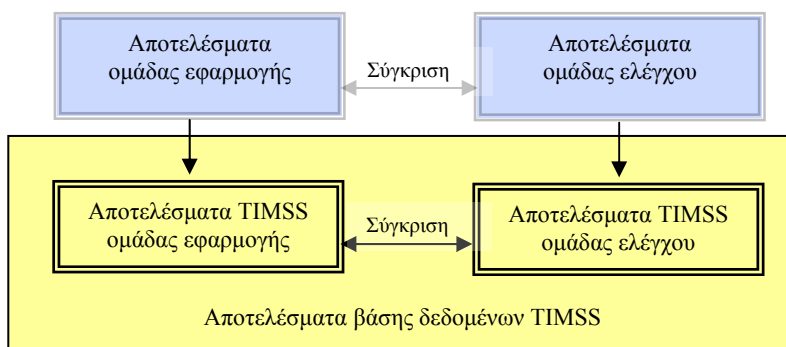 Αποτελέσματα
ομάδας εφαρμογής
Σύγκριση
Αποτελέσματα
ομάδας ελέγχου
Αποτελέσματα TIMSS
ομάδας εφαρμογής
Σύγκριση
Αποτελέσματα TIMSS
ομάδας ελέγχου
Αποτελέσματα βάσης δεδομένων TIMSS